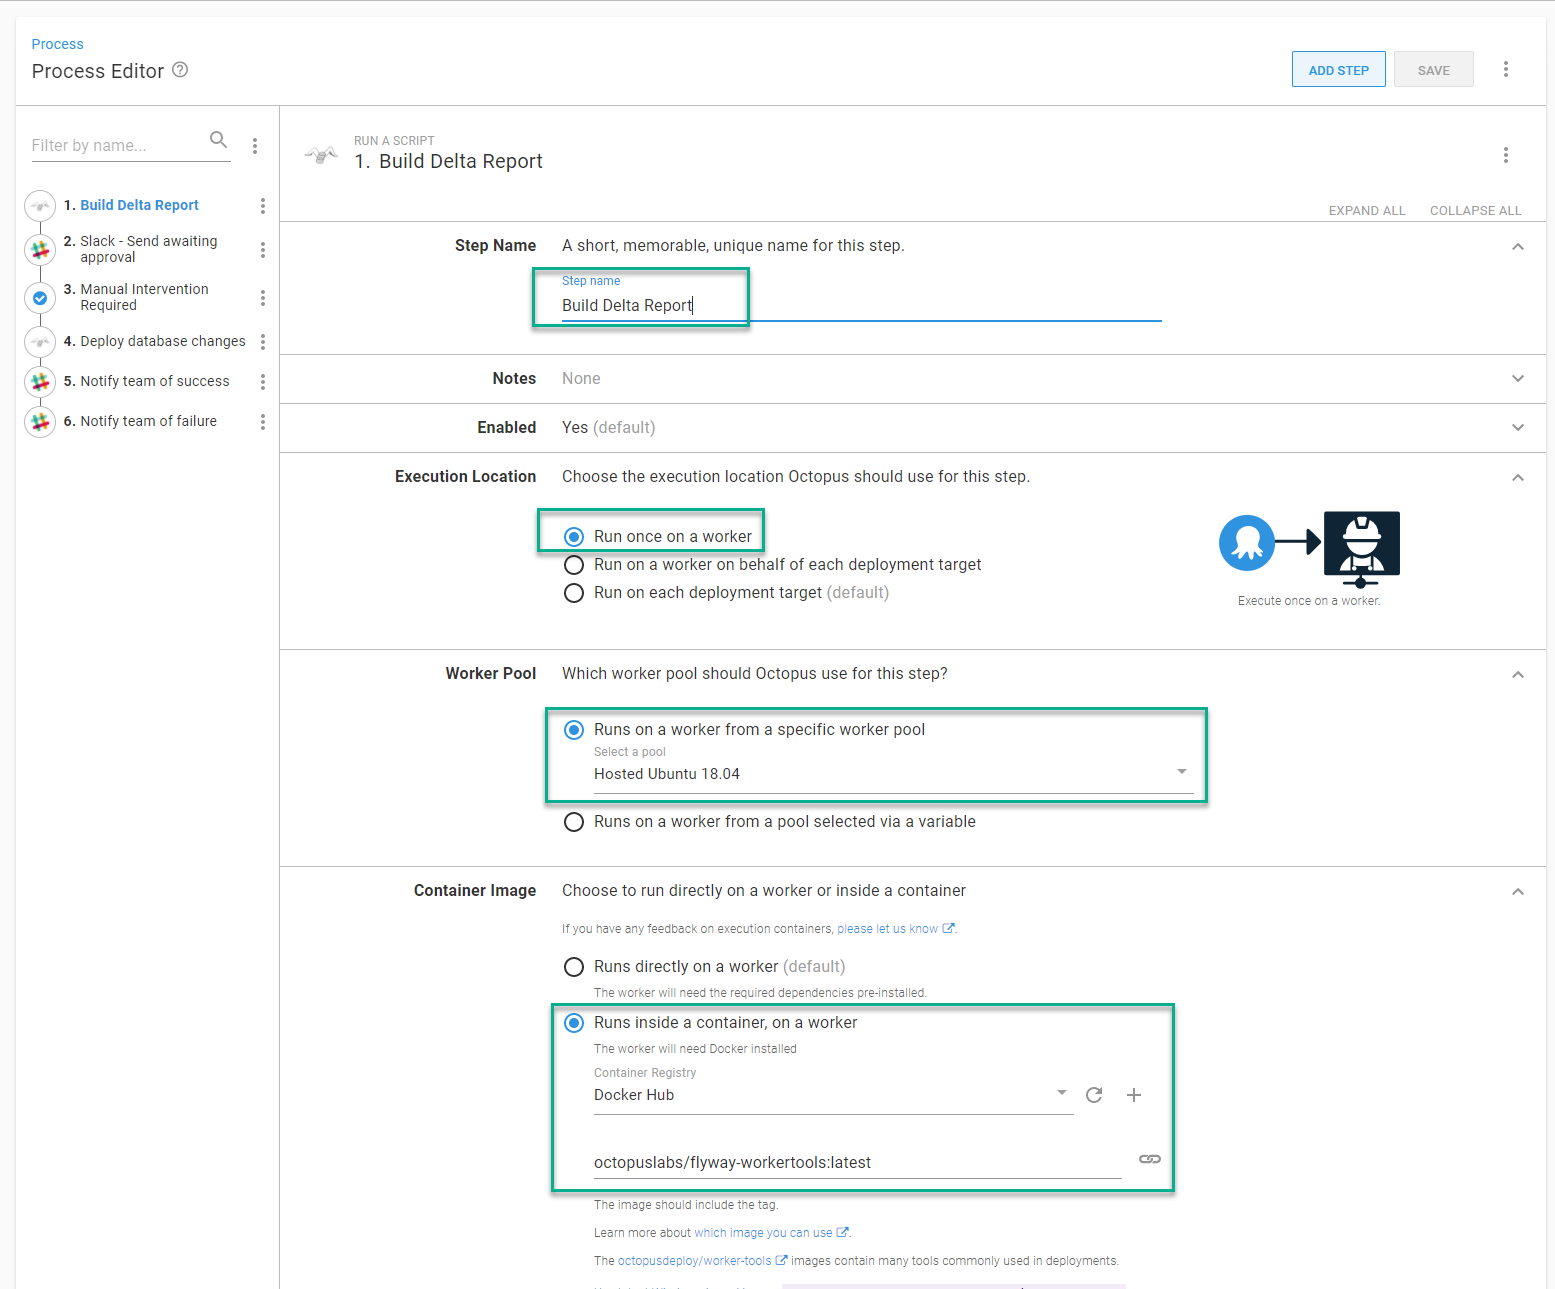 Process
Process Editor
ADD STEP
SAVE
Filter by name...
1. Build Delta Report
2. Slack - Send awaiting
approval
3. Manual Intervention
Required
4. Deploy database changes
5. Notify team of success
6. Notify team of failure
RUN A SCRIPT
1. Build Delta Report
EXPAND ALL
COLLAPSE ALL
Step Name
A short, memorable, unique name for this step.
Step name
Build Delta Report
Notes
None
Enabled
Yes (default)
Execution Location
Choose the execution location Octopus should use for this step.
Run once on a worker
Run on a worker on behalf of each deployment target
Run on each deployment target (default)
Execute once on a worker.
Worker Pool
Which worker pool should Octopus use for this step?
Runs on a worker from a specific worker pool
Select a pool
Hosted Ubuntu 18.04
Runs on a worker from a pool selected via a variable
Container Image
Choose to run directly on a worker or inside a container
If you have any feedback on execution containers, please let us know.
Runs directly on a worker (default)
The worker will need the required dependencies pre-installed.
Runs inside a container, on a worker
The worker will need Docker installed
Container Registry
Docker Hub
octopuslabs/flyway-workertools:latest
The image should include the tag.
Learn more about which image you can use.
The octopusdeploy/worker-tools images contain many tools commonly used in deployments.